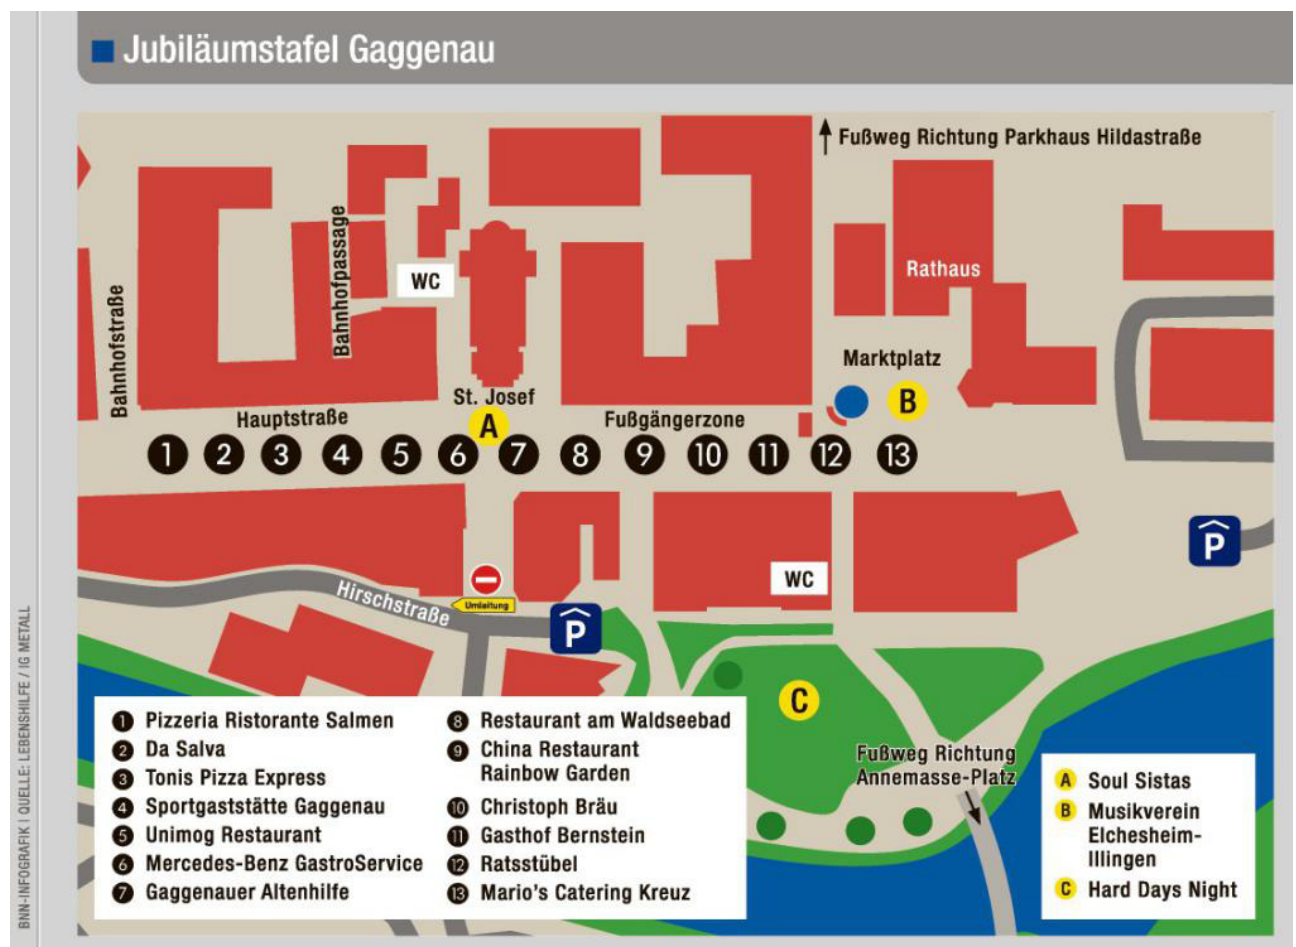 Jubiläumstafel Gaggenau
Fußweg Richtung Parkhaus Hildastraße
Bahnhofstraße
Bahnhofpassage
WC
Rathaus
Marktplatz
St. Josef
Hauptstraße
Fußgängerzone
A
B
1 2 3 4 5 6 7 8 9 10 11 12 13
P
WC
Hirschstraße
Umleitung
P
C
Fußweg Richtung
Annemasse-Platz
1 Pizzeria Ristorante Salmen
2 Da Salva
3 Tonis Pizza Express
4 Sportgaststätte Gaggenau
5 Unimog Restaurant
6 Mercedes-Benz GastroService
7 Gaggenauer Altenhilfe
8 Restaurant am Waldseebad
9 China Restaurant
Rainbow Garden
10 Christoph Bräu
11 Gasthof Bernstein
12 Ratsstübel
13 Mario's Catering Kreuz
A Soul Sistas
B Musikverein
Elchesheim-
Illingen
C Hard Days Night
BNN-INFOGRAFIK I QUELLE: LEBENSHILFE / IG METALL